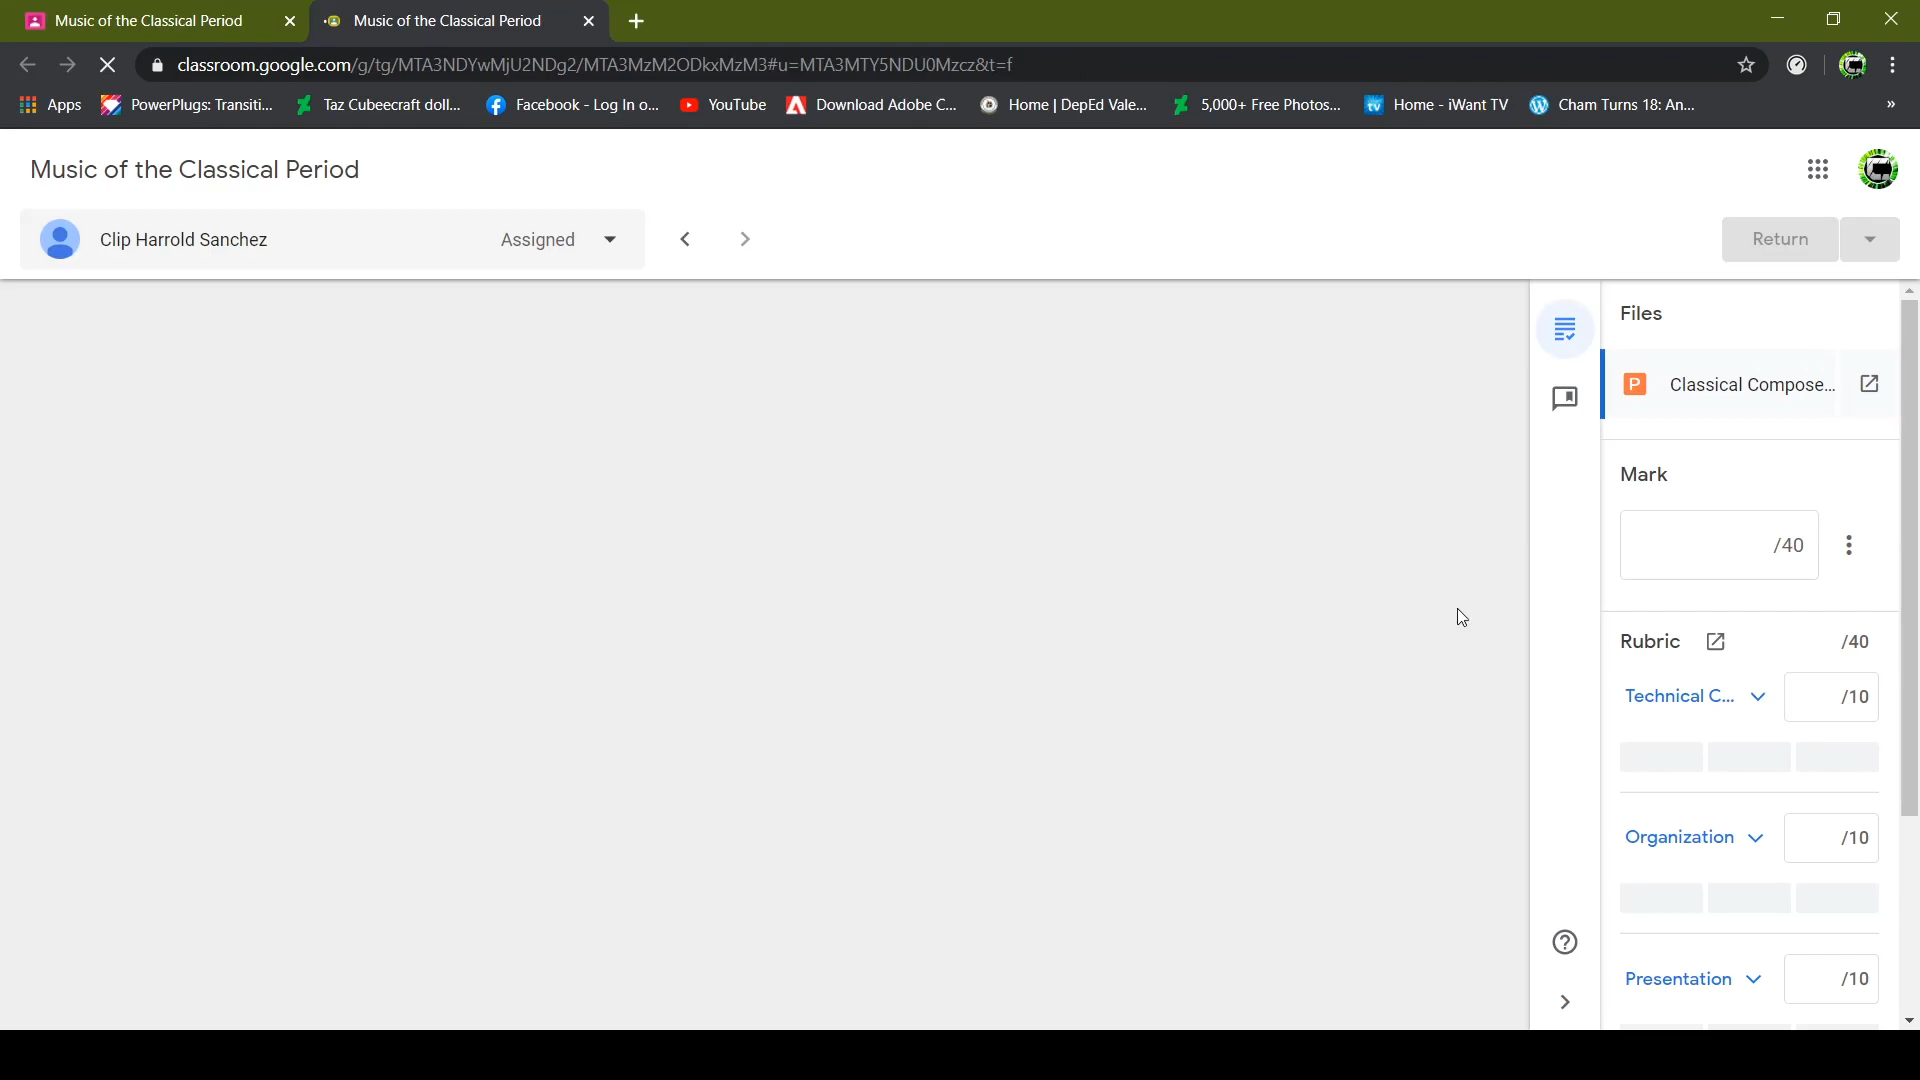 Music of the Classical Period
Music of the Classical Period
classroom.google.com/g/tg/MTA3NDYwMjU2NDg2/MTA3MzM2ODkxMzM3#u=MTA3MTY5NDU0Mzcz&t=f
Apps
PowerPlugs: Transiti...
Taz Cubeecraft doll...
Facebook - Log In o...
YouTube
Download Adobe C...
Home | DepEd Vale...
5,000+ Free Photos...
Home - iWant TV
Cham Turns 18: An...
»
Music of the Classical Period
Clip Harrold Sanchez
Assigned
Return
Files
P
Classical Compose...
Mark
/40
Rubric
/40
Technical C...
/10
Organization
/10
Presentation
/10